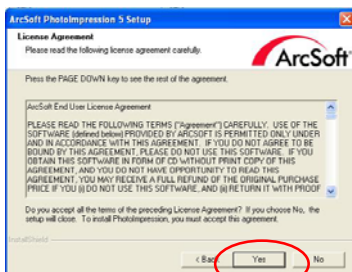 ArcSoft PhotoImpression 5 Setup
License Agreement
Please read the following license agreement carefully.
ArcSoft
Press the PAGE DOWN key to see the rest of the agreement.
ArcSoft End User License Agreement
PLEASE READ THE FOLLOWING TERMS ("Agreement") CAREFULLY. USE OF THE
SOFTWARE (defined below) PROVIDED BY ARCSOFT IS PERMITTED ONLY UNDER
AND IN ACCORDANCE WITH THIS AGREEMENT. IF YOU DO NOT AGREE TO BE
BOUND BY THIS AGREEMENT, PLEASE DO NOT USE THIS SOFTWARE. IF YOU
OBTAIN THIS SOFTWARE IN FORM OF CD WITHOUT PRINT COPY OF THIS
AGREEMENT, AND YOU DO NOT HAVE OPPORTUNITY TO READ THIS
AGREEMENT, YOU MAY RECEIVE A FULL REFUND OF THE ORIGINAL PURCHASE
PRICE IF YOU (i) DO NOT USE THIS SOFTWARE, AND (ii) RETURN IT WITH PROOF
Do you accept all the terms of the preceding License Agreement? If you choose No, the
setup will close. To install PhotoImpression, you must accept this agreement.
InstallShield
< Back Yes No